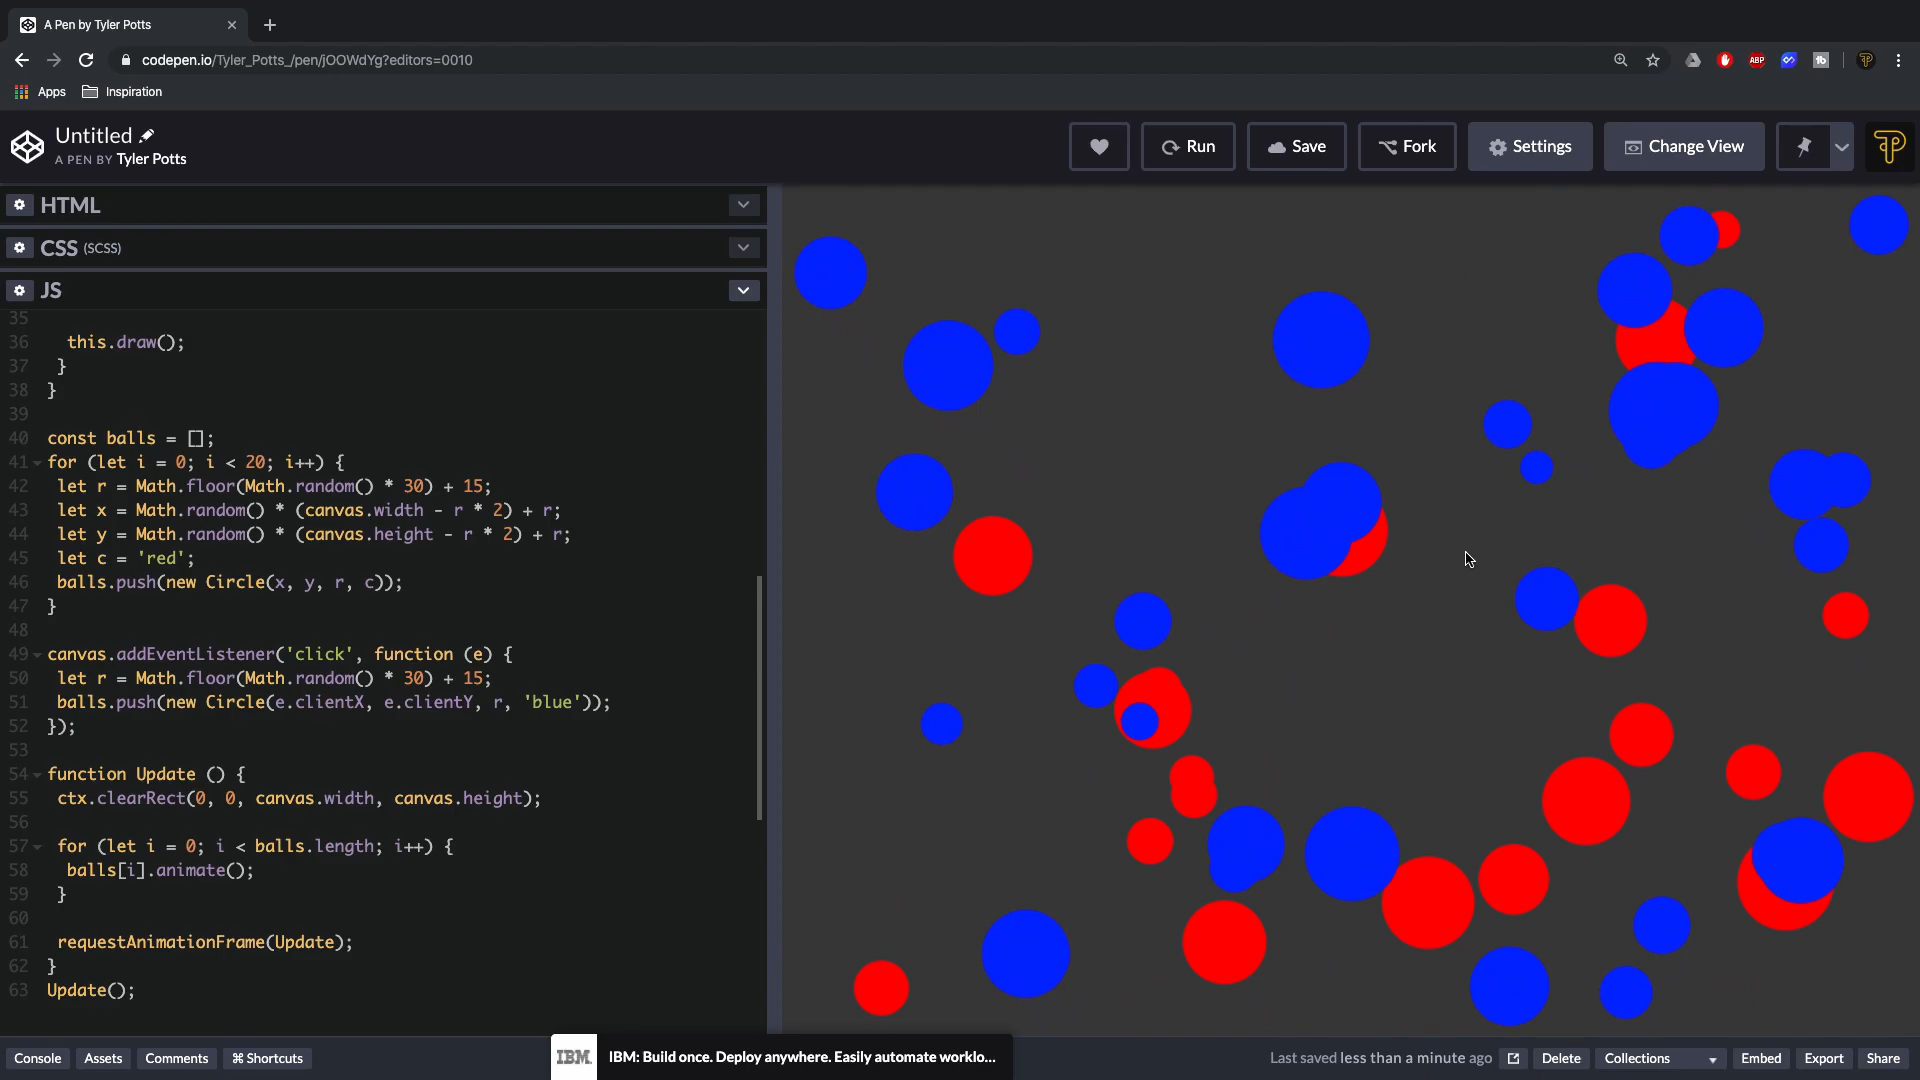 A Pen by Tyler Potts
codepen.io/Tyler_Potts_/pen/jOOWdYg?editors=0010
ABP
tb
Apps
Inspiration
Untitled
A PEN BY Tyler Potts
Run
Save
Fork
Settings
Change View
HTML
CSS (SCSS)
JS
35
36 this.draw();
37 }
38 }
39
40 const balls = [];
41 for (let i = 0; i < 20; i++) {
42 let r = Math.floor(Math.random() * 30) + 15;
43 let x = Math.random() * (canvas.width - r * 2) + r;
44 let y = Math.random() * (canvas.height - r * 2) + r;
45 let c = 'red';
46 balls.push(new Circle(x, y, r, c));
47 }
48
49 canvas.addEventListener('click', function (e) {
50 let r = Math.floor(Math.random() * 30) + 15;
51 balls.push(new Circle(e.clientX, e.clientY, r, 'blue'));
52 });
53
54 function Update () {
55 ctx.clearRect(0, 0, canvas.width, canvas.height);
56
57 for (let i = 0; i < balls.length; i++) {
58 balls[i].animate();
59 }
60
61 requestAnimationFrame(Update);
62 }
63 Update();
Console
Assets
Comments
⌘ Shortcuts
IBM
IBM: Build once. Deploy anywhere. Easily automate worklo...
Last saved less than a minute ago
Delete
Collections
Embed
Export
Share